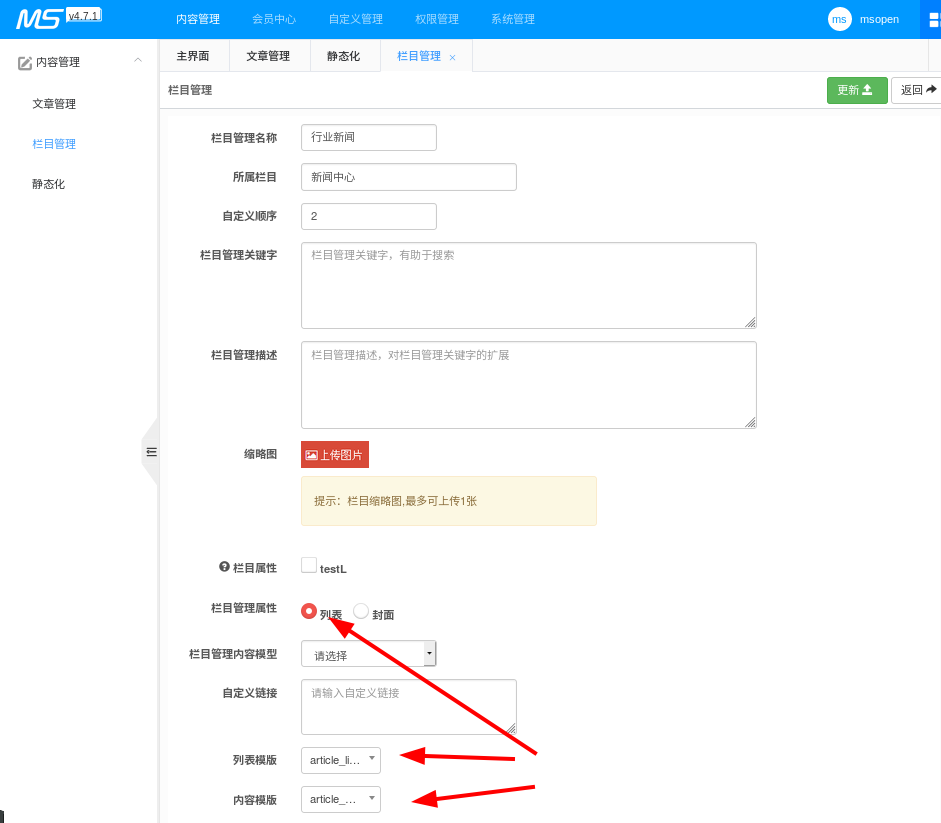 MS v4.7.1 内容管理 会员中心 自定义管理 权限管理 系统管理 ms msopen
内容管理 主界面 文章管理 静态化 栏目管理 ×
栏目管理 更新 返回
文章管理
栏目管理
静态化
栏目管理名称 行业新闻
所属栏目 新闻中心
自定义顺序 2
栏目管理关键字 栏目管理关键字，有助于搜索
栏目管理描述 栏目管理描述，对栏目管理关键字的扩展
缩略图 上传图片
提示：栏目缩略图,最多可上传1张
栏目属性 testL
栏目管理属性 列表 封面
栏目管理内容模型 请选择
自定义链接 请输入自定义链接
列表模版 article_li...
内容模版 article_...